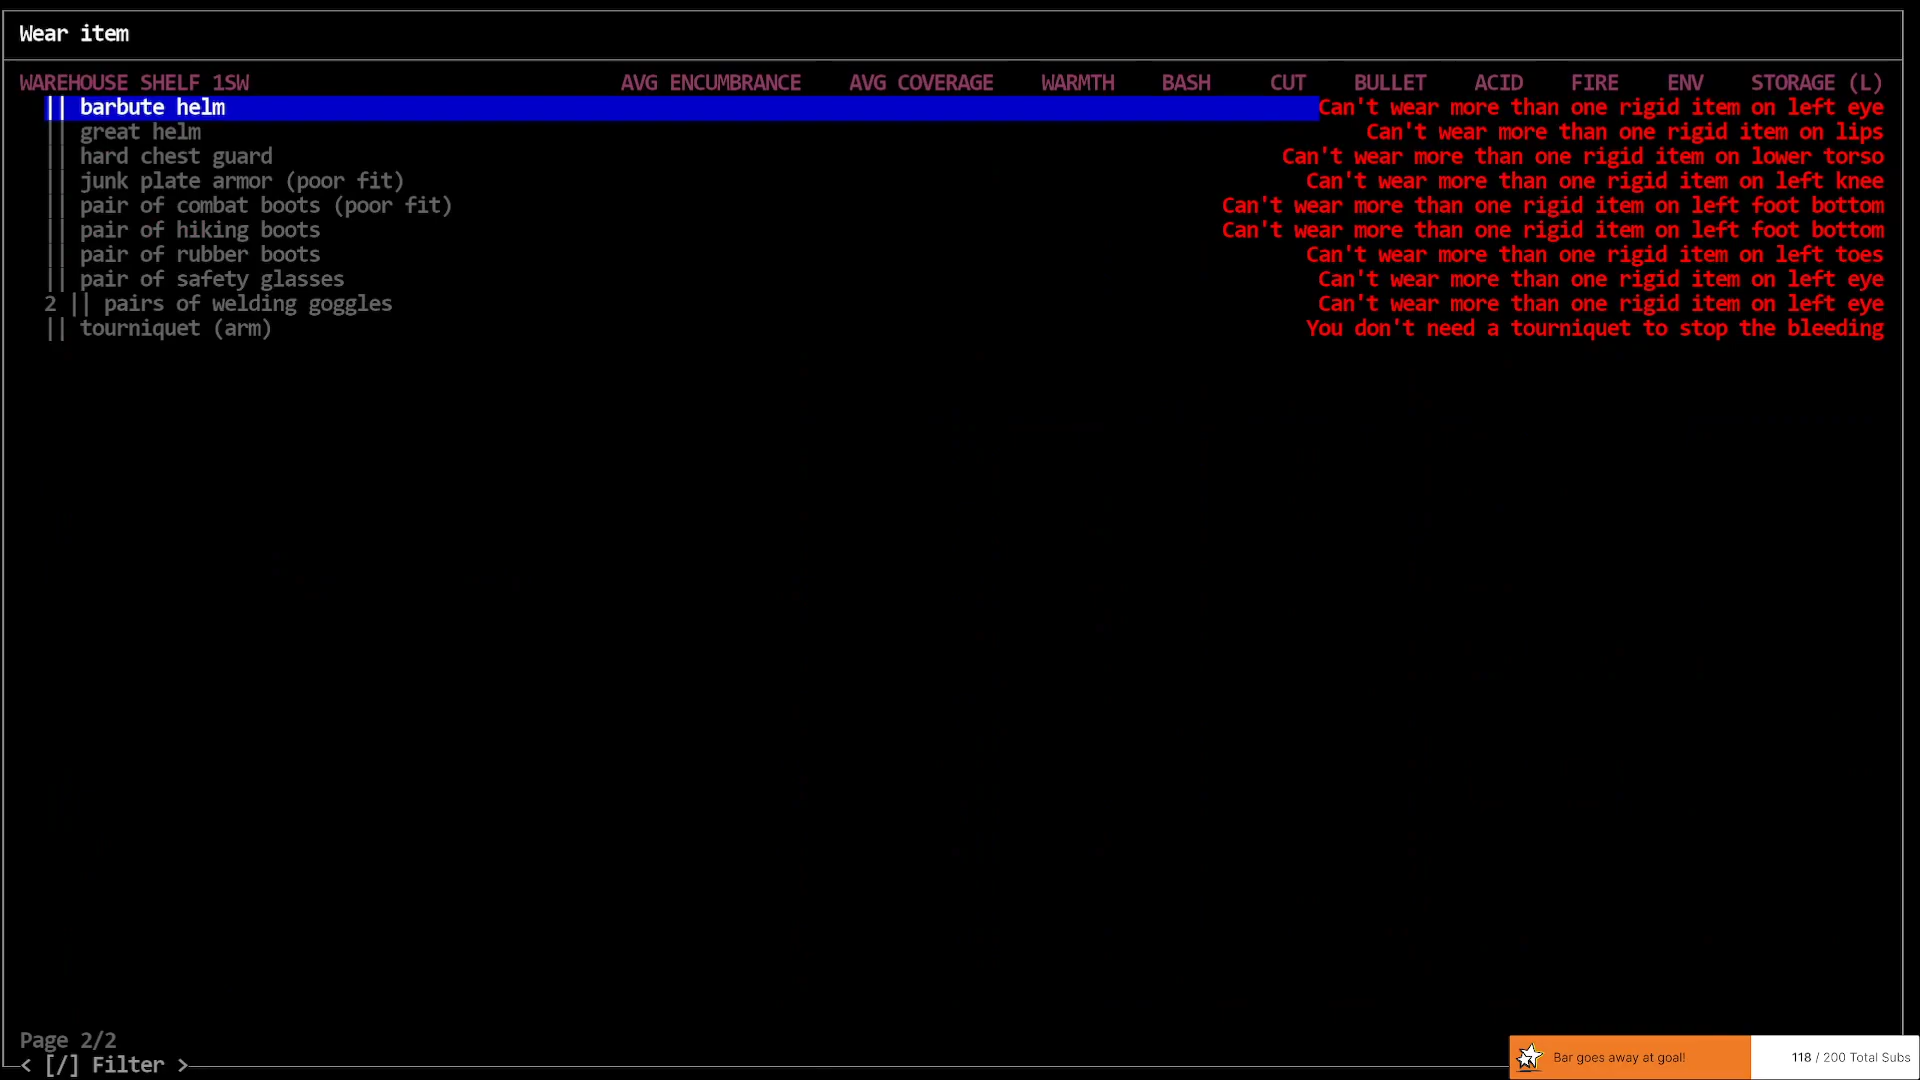 Wear item
WAREHOUSE SHELF 1SW AVG ENCUMBRANCE AVG COVERAGE WARMTH BASH CUT BULLET ACID FIRE ENV STORAGE (L)
|| barbute helm Can't wear more than one rigid item on left eye
|| great helm Can't wear more than one rigid item on lips
|| hard chest guard Can't wear more than one rigid item on lower torso
|| junk plate armor (poor fit) Can't wear more than one rigid item on left knee
|| pair of combat boots (poor fit) Can't wear more than one rigid item on left foot bottom
|| pair of hiking boots Can't wear more than one rigid item on left foot bottom
|| pair of rubber boots Can't wear more than one rigid item on left toes
|| pair of safety glasses Can't wear more than one rigid item on left eye
2 || pairs of welding goggles Can't wear more than one rigid item on left eye
|| tourniquet (arm) You don't need a tourniquet to stop the bleeding
Page 2/2
< [/] Filter >
Bar goes away at goal! 118 / 200 Total Subs